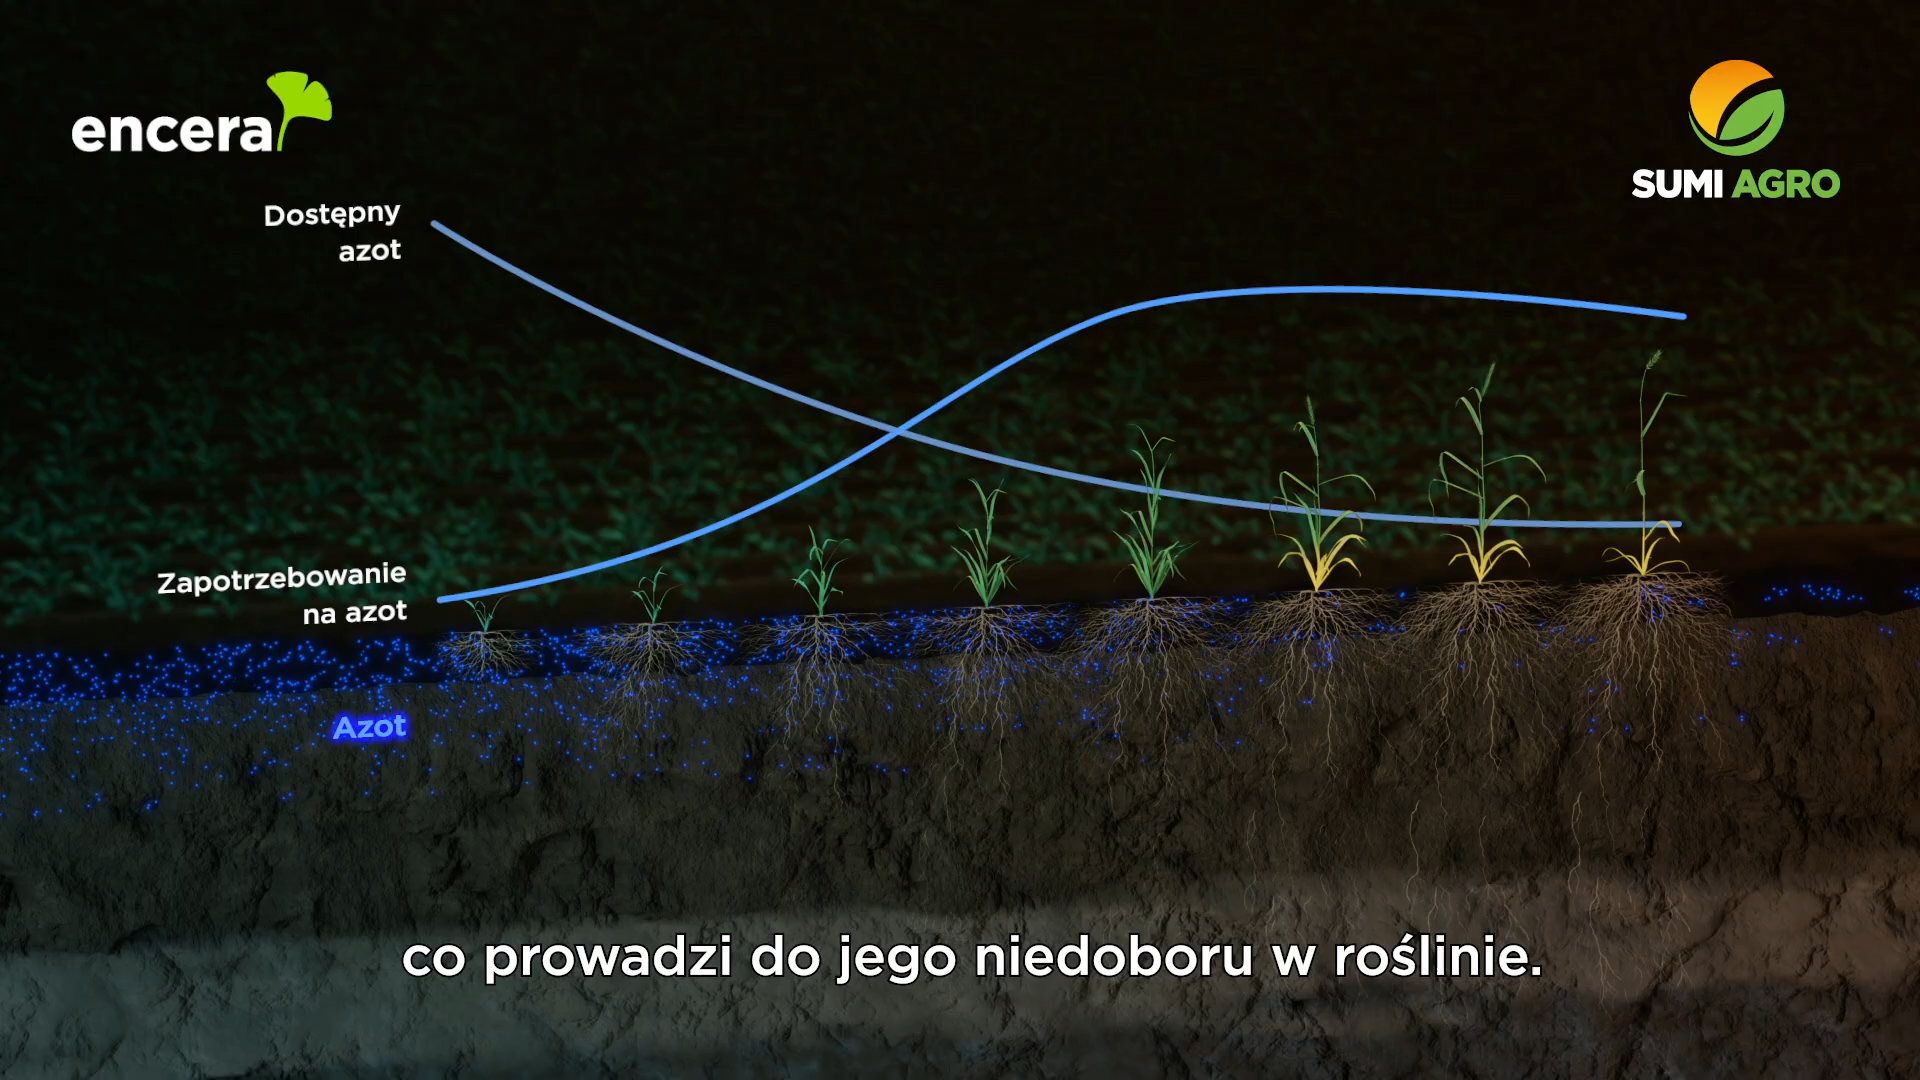 encera
SUMI AGRO
Dostępny
azot
Zapotrzebowanie
na azot
Azot
co prowadzi do jego niedoboru w roślinie.